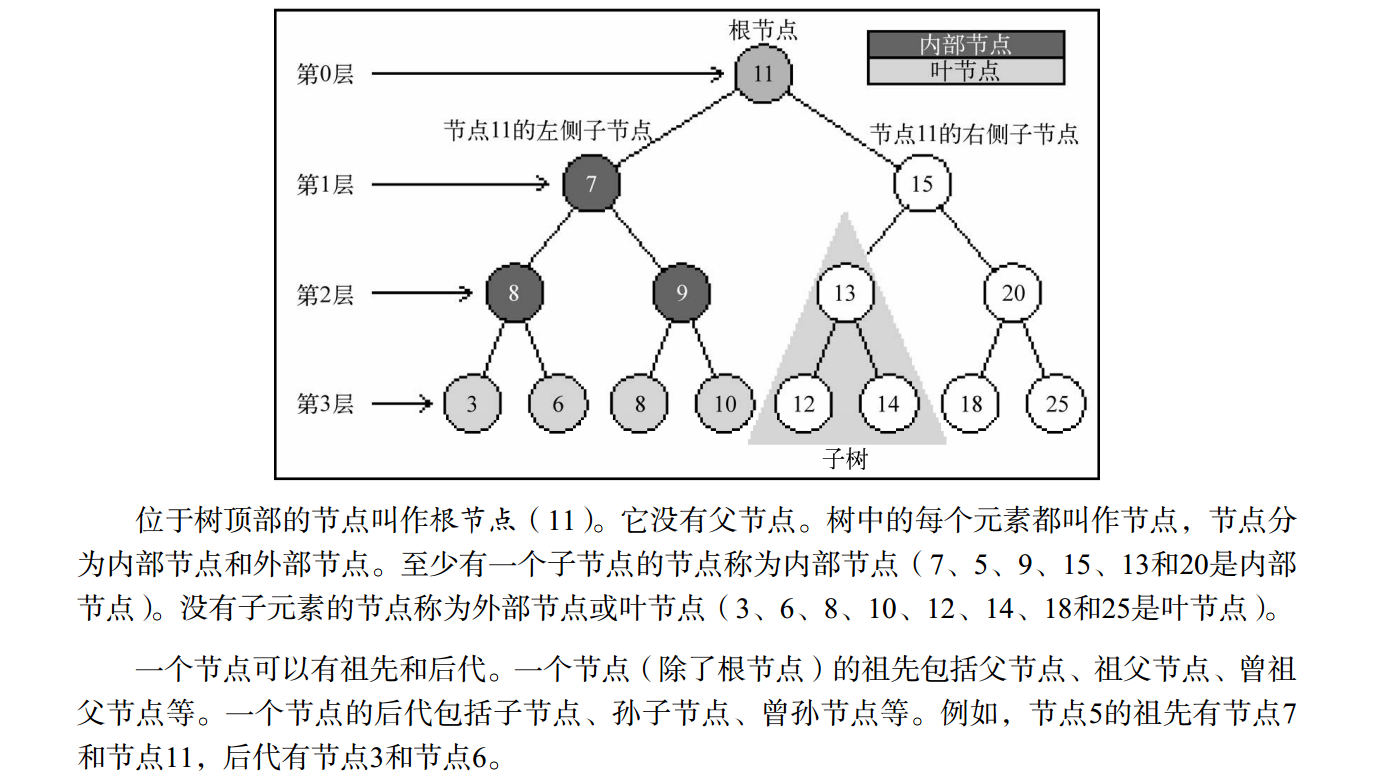 根节点
内部节点
叶节点
第0层
11
节点11的左侧子节点
节点11的右侧子节点
第1层
7
15
第2层
8
9
13
20
第3层
3
6
8
10
12
14
18
25
子树
位于树顶部的节点叫作根节点（11）。它没有父节点。树中的每个元素都叫作节点，节点分
为内部节点和外部节点。至少有一个子节点的节点称为内部节点（7、5、9、15、13和20是内部
节点）。没有子元素的节点称为外部节点或叶节点（3、6、8、10、12、14、18和25是叶节点）。
一个节点可以有祖先和后代。一个节点（除了根节点）的祖先包括父节点、祖父节点、曾祖
父节点等。一个节点的后代包括子节点、孙子节点、曾孙节点等。例如，节点5的祖先有节点7
和节点11，后代有节点3和节点6。